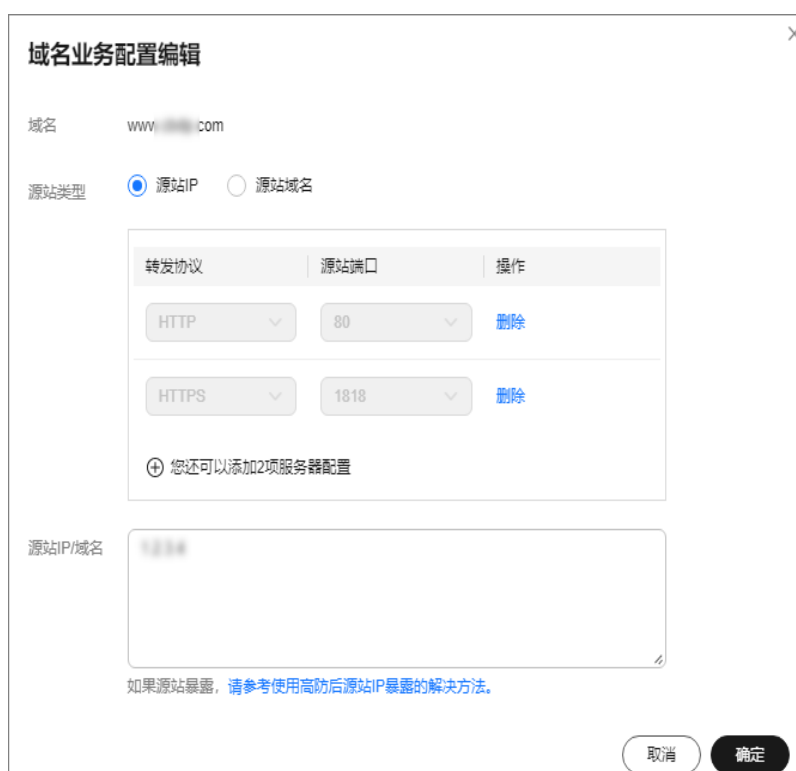 域名业务配置编辑
域名 www. .com
源站类型 源站IP 源站域名
转发协议 源站端口 操作
HTTP 80 删除
HTTPS 1818 删除
您还可以添加2项服务器配置
源站IP/域名
如果源站暴露，请参考使用高防后源站IP暴露的解决方法。
取消 确定